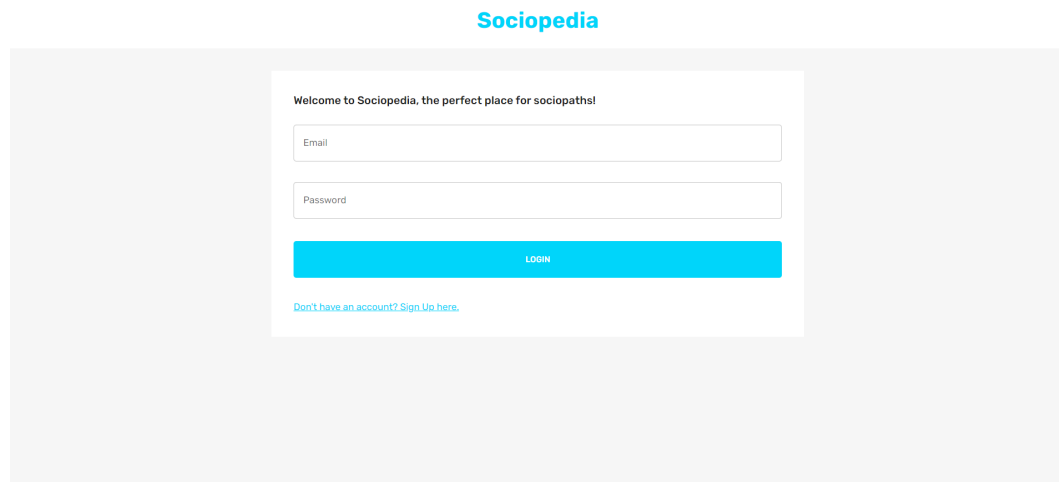 Sociopedia
Welcome to Sociopedia, the perfect place for sociopaths!
Email
Password
LOGIN
Don't have an account? Sign Up here.